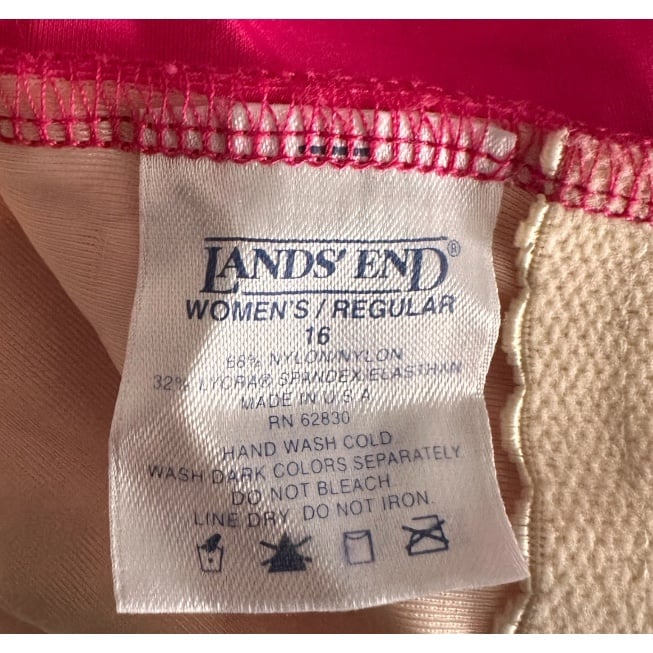 LANDS' END®
WOMEN'S / REGULAR
16
68% NYLON/NYLON
32% LYCRA® SPANDEX/ELASTHAN
MADE IN U.S.A
RN 62830
HAND WASH COLD
WASH DARK COLORS SEPARATELY
DO NOT BLEACH.
LINE DRY. DO NOT IRON.